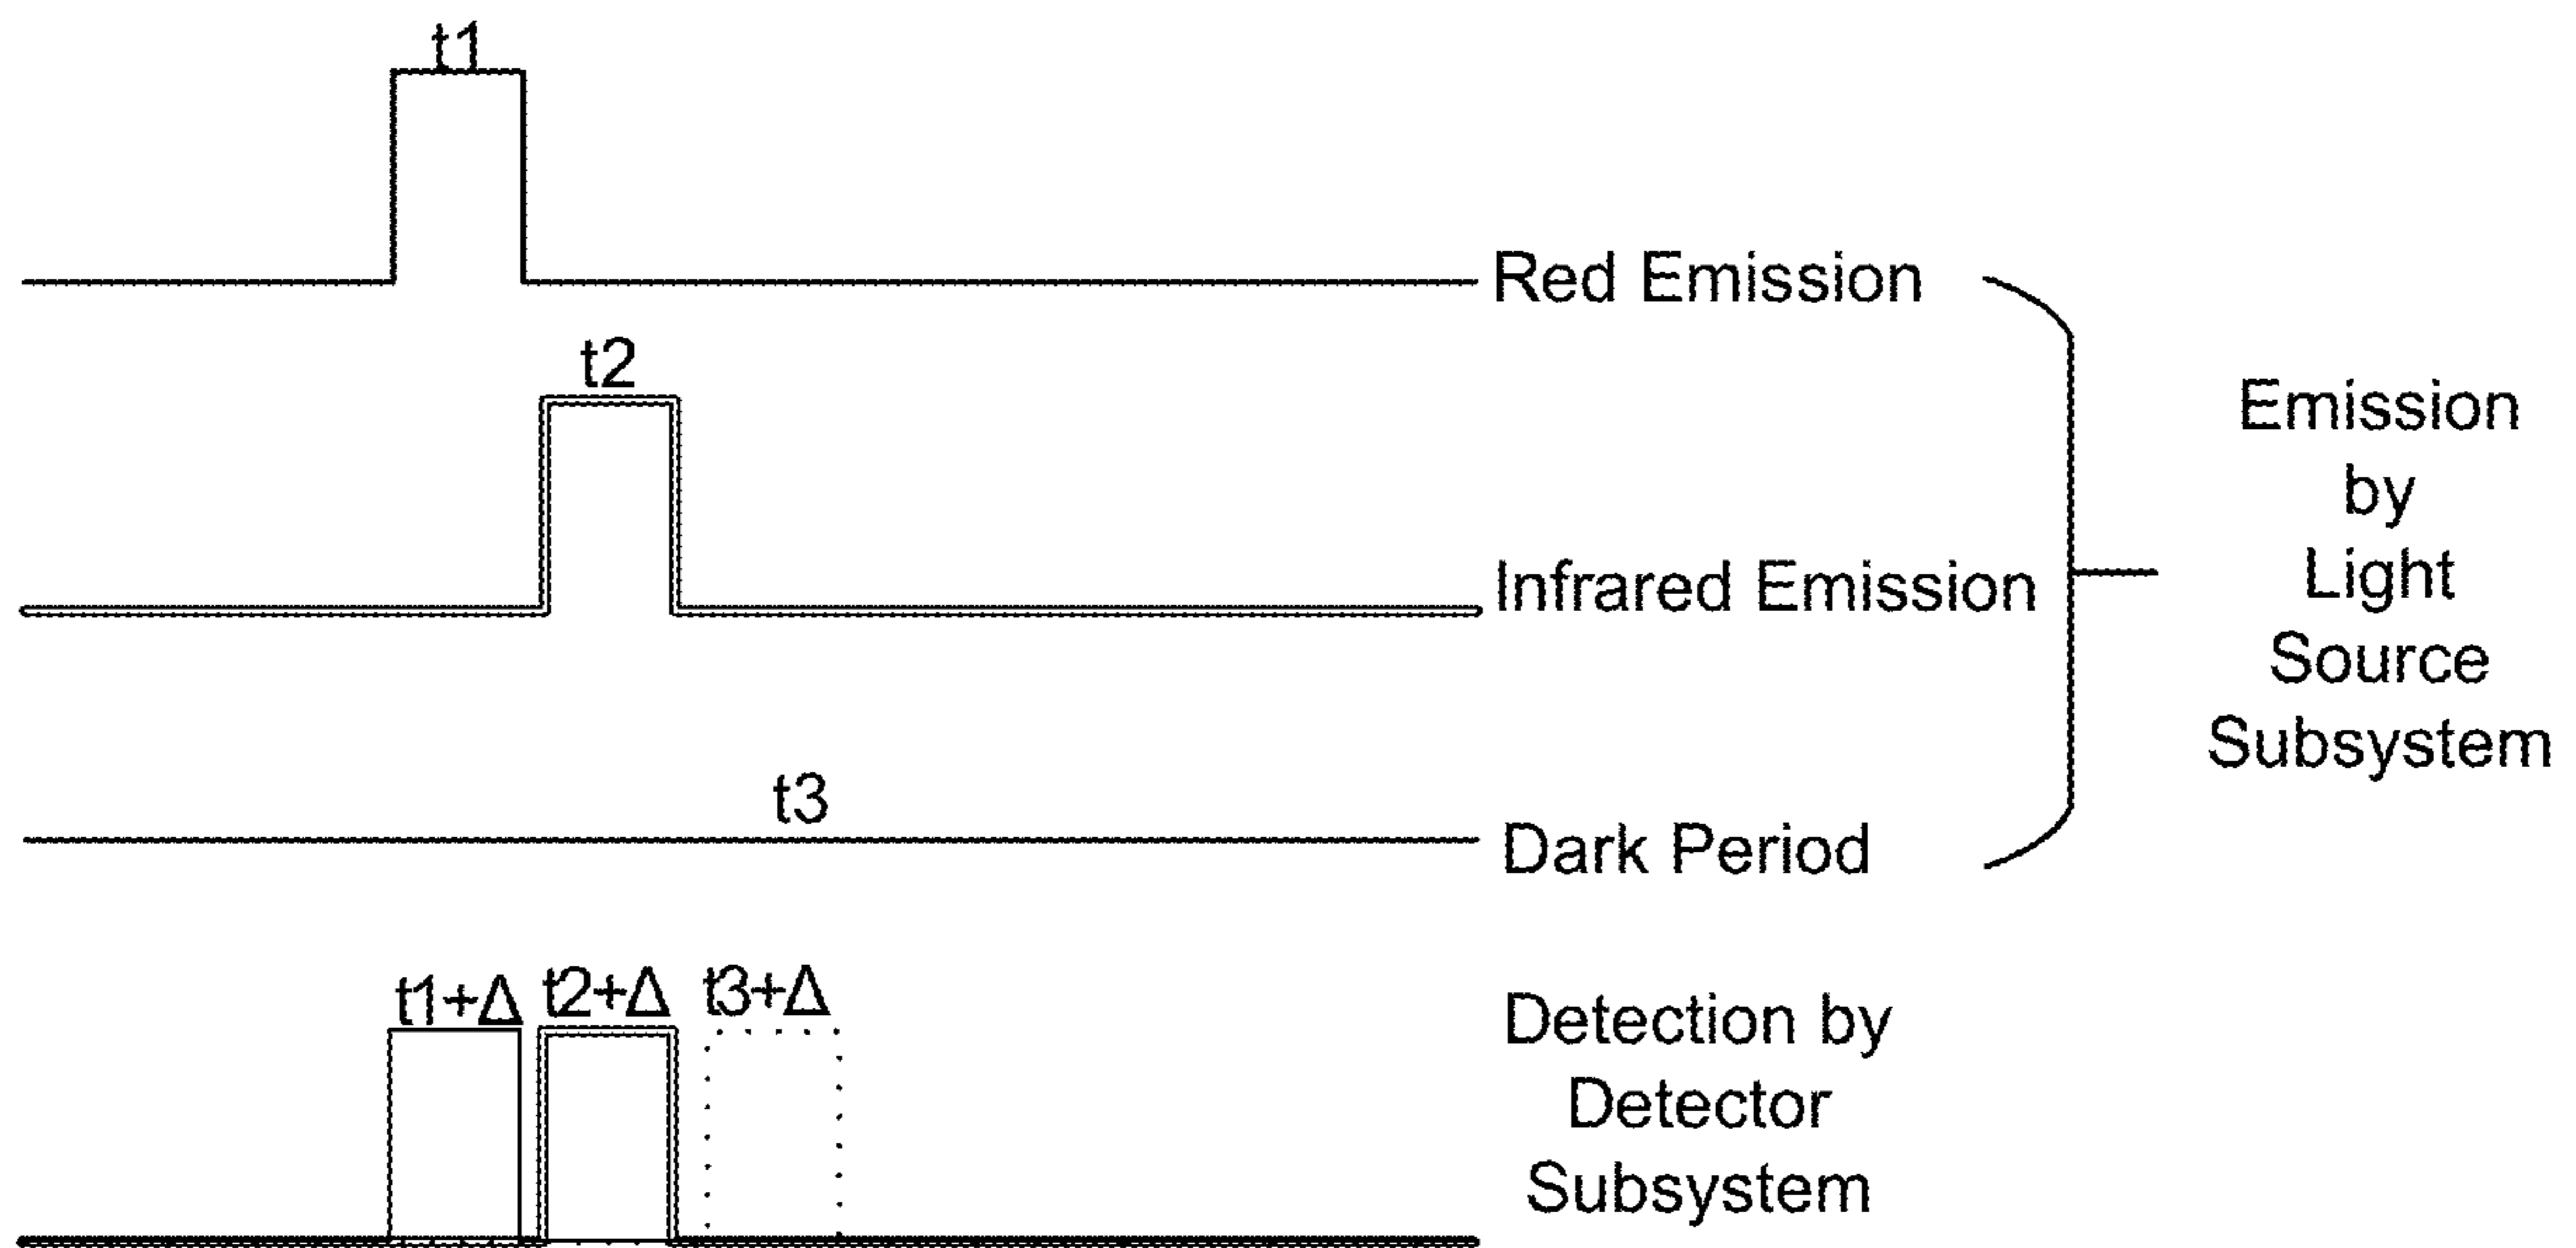 t1
Red Emission
t2
Infrared Emission
t3
Dark Period
Emission
by
Light
Source
Subsystem
t1+Δ t2+Δ t3+Δ
Detection by
Detector
Subsystem